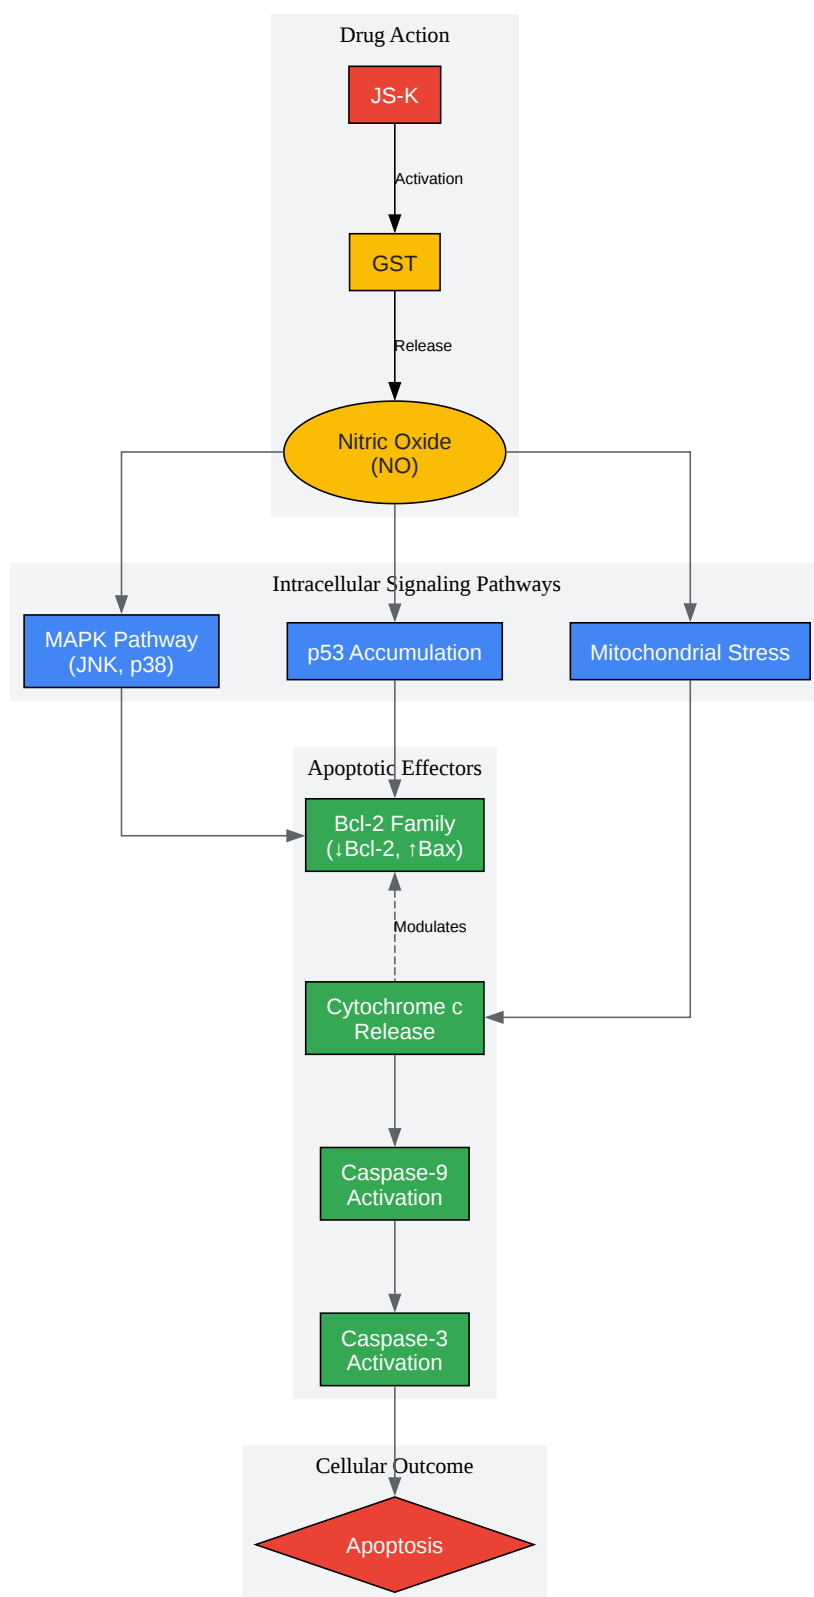 Drug Action
JS-K
Activation
GST
Release
Nitric Oxide
(NO)
Intracellular Signaling Pathways
MAPK Pathway
(JNK, p38)
p53 Accumulation
Mitochondrial Stress
Apoptotic Effectors
Bcl-2 Family
(↓Bcl-2, ↑Bax)
Modulates
Cytochrome c
Release
Caspase-9
Activation
Caspase-3
Activation
Cellular Outcome
Apoptosis